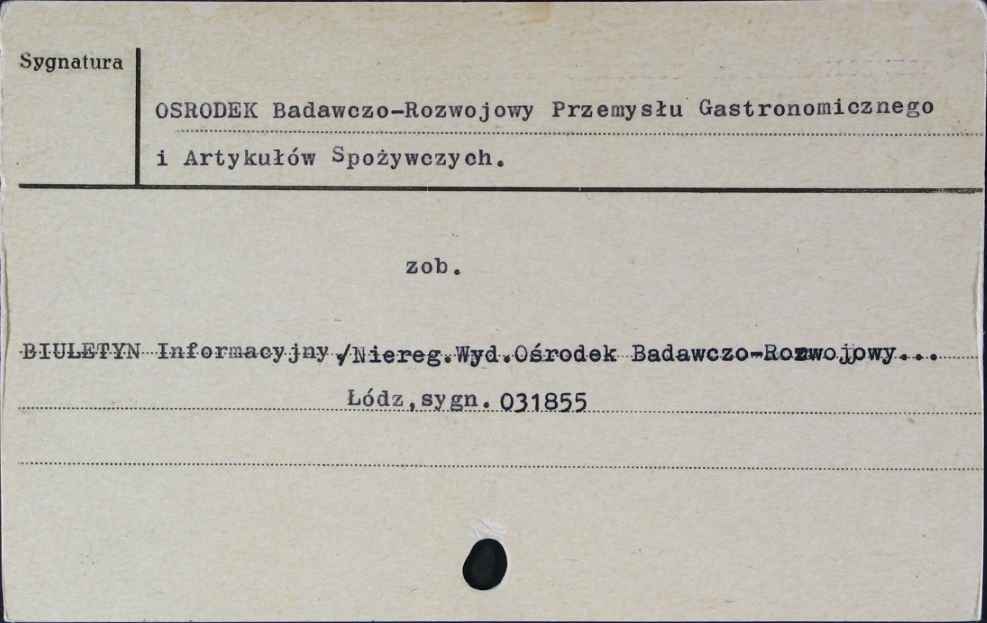 Sygnatura
OSRODEK Badawczo-Rozwojowy Przemysłu Gastronomicznego
i Artykułów Spożywczych.
zob.
BIULETYN Informacyjny./Niereg.Wyd.Ośrodek Badawczo-Rozwojowy...
Łódz,sygn. 031855